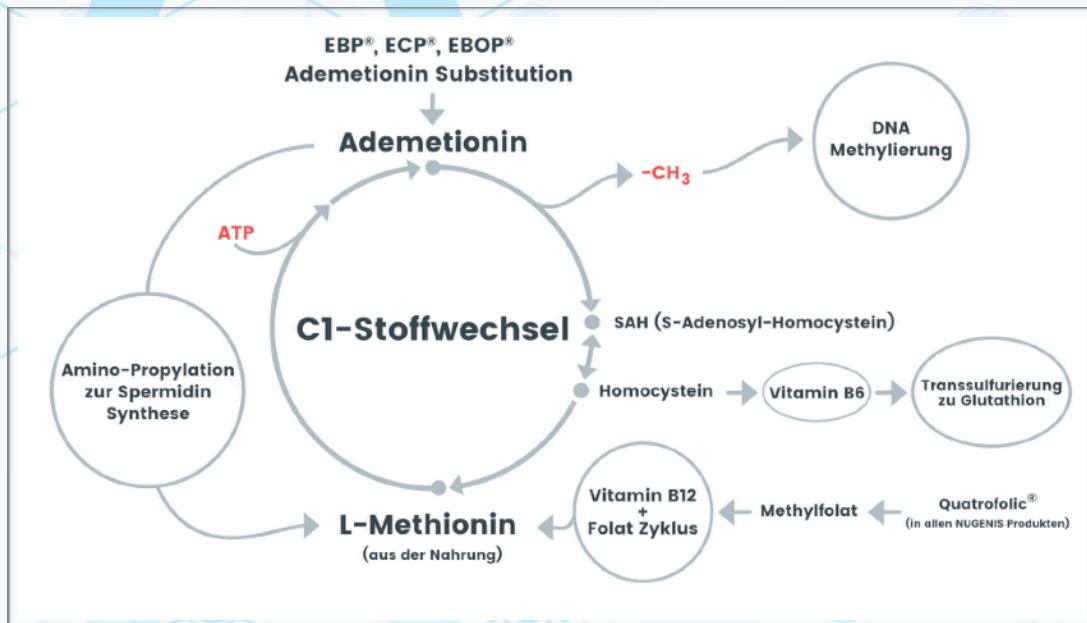 EBP®, ECP®, EBOP®
Ademetionin Substitution
Ademetionin
-CH₃
DNA
Methylierung
ATP
C1-Stoffwechsel
SAH (S-Adenosyl-Homocystein)
Amino-Propylation
zur Spermidin
Synthese
Homocystein
Vitamin B6
Transsulfurierung
zu Glutathion
L-Methionin
(aus der Nahrung)
Vitamin B12
+
Folat Zyklus
Methylfolat
Quatrofolic®
(in allen NUGENIS Produkten)